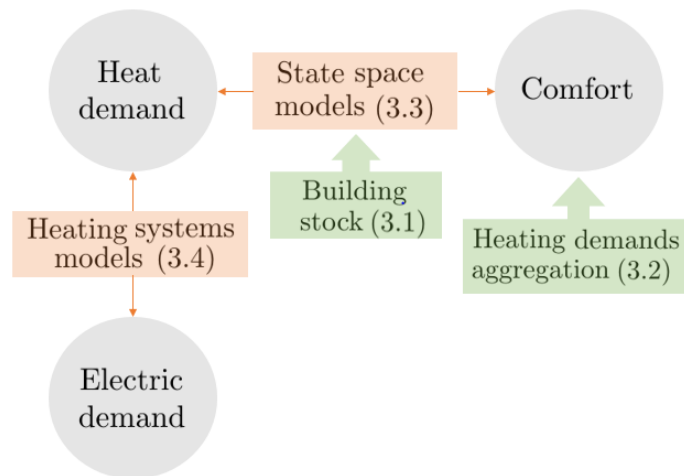 Heat
demand
State space
models (3.3)
Comfort
Building
stock (3.1)
Heating systems
models (3.4)
Heating demands
aggregation (3.2)
Electric
demand